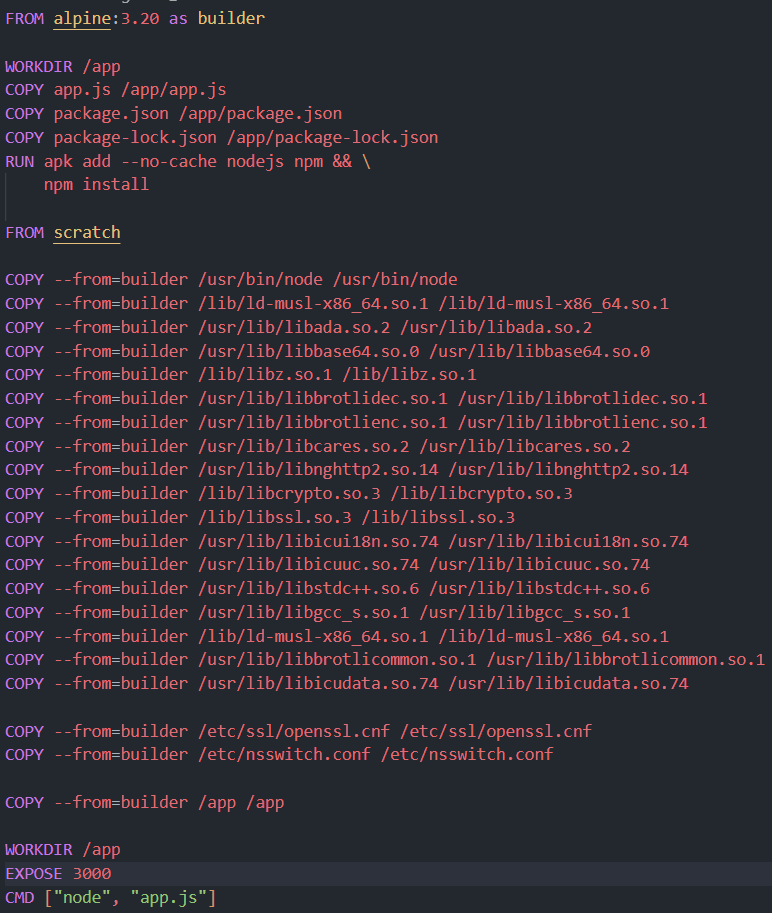 FROM alpine:3.20 as builder

WORKDIR /app
COPY app.js /app/app.js
COPY package.json /app/package.json
COPY package-lock.json /app/package-lock.json
RUN apk add --no-cache nodejs npm && \
    npm install

FROM scratch

COPY --from=builder /usr/bin/node /usr/bin/node
COPY --from=builder /lib/ld-musl-x86_64.so.1 /lib/ld-musl-x86_64.so.1
COPY --from=builder /usr/lib/libada.so.2 /usr/lib/libada.so.2
COPY --from=builder /usr/lib/libbase64.so.0 /usr/lib/libbase64.so.0
COPY --from=builder /lib/libz.so.1 /lib/libz.so.1
COPY --from=builder /usr/lib/libbrotlidec.so.1 /usr/lib/libbrotlidec.so.1
COPY --from=builder /usr/lib/libbrotlienc.so.1 /usr/lib/libbrotlienc.so.1
COPY --from=builder /usr/lib/libcares.so.2 /usr/lib/libcares.so.2
COPY --from=builder /usr/lib/libnghttp2.so.14 /usr/lib/libnghttp2.so.14
COPY --from=builder /lib/libcrypto.so.3 /lib/libcrypto.so.3
COPY --from=builder /lib/libssl.so.3 /lib/libssl.so.3
COPY --from=builder /usr/lib/libicui18n.so.74 /usr/lib/libicui18n.so.74
COPY --from=builder /usr/lib/libicuuc.so.74 /usr/lib/libicuuc.so.74
COPY --from=builder /usr/lib/libstdc++.so.6 /usr/lib/libstdc++.so.6
COPY --from=builder /usr/lib/libgcc_s.so.1 /usr/lib/libgcc_s.so.1
COPY --from=builder /lib/ld-musl-x86_64.so.1 /lib/ld-musl-x86_64.so.1
COPY --from=builder /usr/lib/libbrotlicommon.so.1 /usr/lib/libbrotlicommon.so.1
COPY --from=builder /usr/lib/libicudata.so.74 /usr/lib/libicudata.so.74

COPY --from=builder /etc/ssl/openssl.cnf /etc/ssl/openssl.cnf
COPY --from=builder /etc/nsswitch.conf /etc/nsswitch.conf

COPY --from=builder /app /app

WORKDIR /app
EXPOSE 3000
CMD ["node", "app.js"]